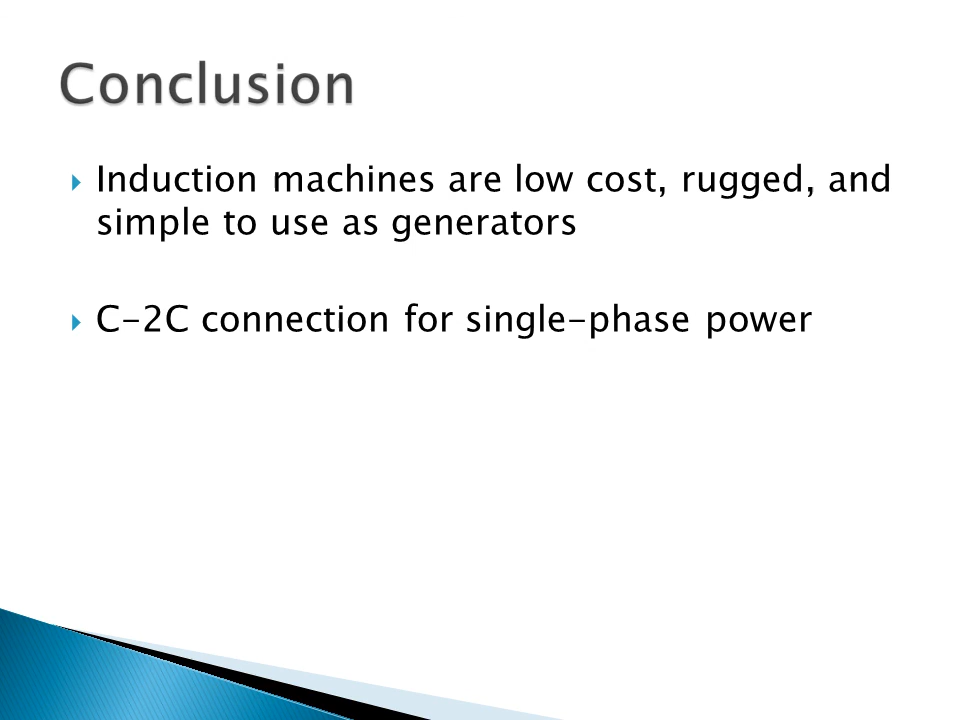 Conclusion
Induction machines are low cost, rugged, and
simple to use as generators
C-2C connection for single-phase power